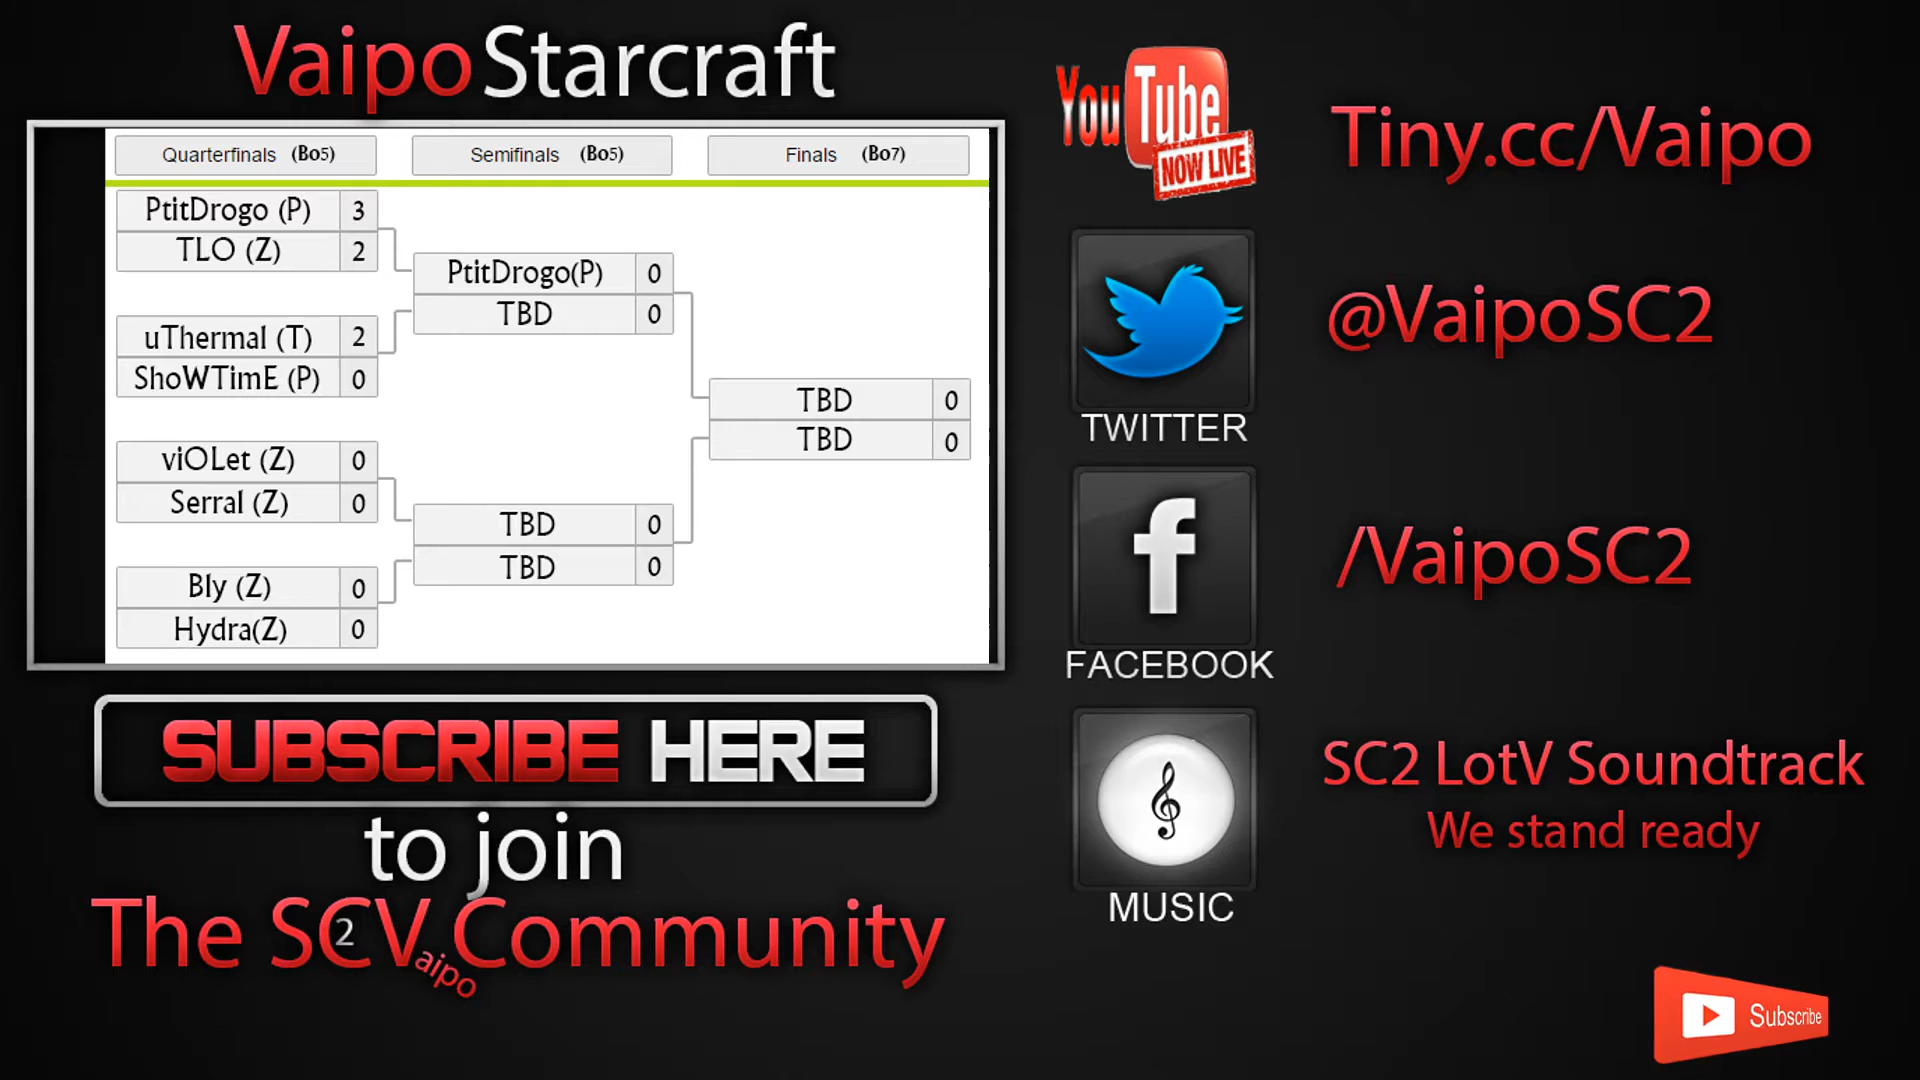 Vaipo Starcraft
Quarterfinals (Bo5) Semifinals (Bo5) Finals (Bo7)
PtitDrogo (P) 3
TLO (Z) 2
uThermal (T) 2
ShoWTimE (P) 0
viOLet (Z) 0
Serral (Z) 0
Bly (Z) 0
Hydra(Z) 0
PtitDrogo(P) 0
TBD 0
TBD 0
TBD 0
TBD 0
TBD 0
SUBSCRIBE HERE
to join
The SC2Vaipo Community
YouTube
NOW LIVE
Tiny.cc/Vaipo
TWITTER
@VaipoSC2
f
FACEBOOK
/VaipoSC2
MUSIC
SC2 LotV Soundtrack
We stand ready
Subscribe